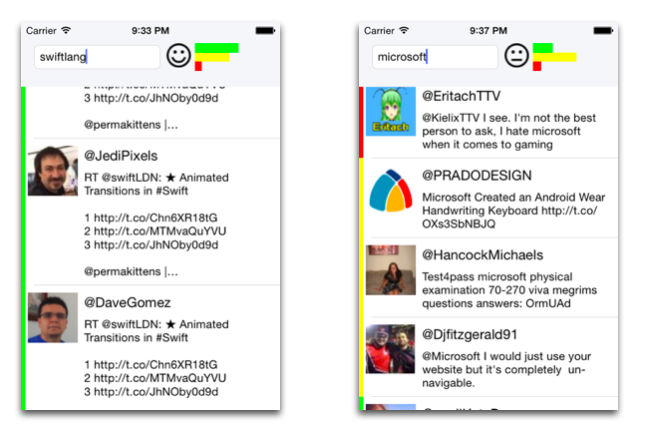 Carrier 9:33 PM
swiftlang
2 http://t.co/MTMvaQuYVU
3 http://t.co/JhNOby0d9d
@permakittens |…
@JediPixels
RT @swiftLDN: ★ Animated
Transitions in #Swift
1 http://t.co/Chn6XR18tG
2 http://t.co/MTMvaQuYVU
3 http://t.co/JhNOby0d9d
@permakittens |…
@DaveGomez
RT @swiftLDN: ★ Animated
Transitions in #Swift
1 http://t.co/Chn6XR18tG
2 http://t.co/MTMvaQuYVU
3 http://t.co/JhNOby0d9d
Carrier 9:37 PM
microsoft
@EritachTTV
Eritach
@KielixTTV I see. I'm not the best
person to ask, I hate microsoft
when it comes to gaming
@PRADODESIGN
Microsoft Created an Android Wear
Handwriting Keyboard http://t.co/
OXs3SbNBJQ
@HancockMichaels
Test4pass microsoft physical
examination 70-270 viva megrims
questions answers: OrmUAd
@Djfitzgerald91
@Microsoft I would just use your
website but it's completely un-
navigable.